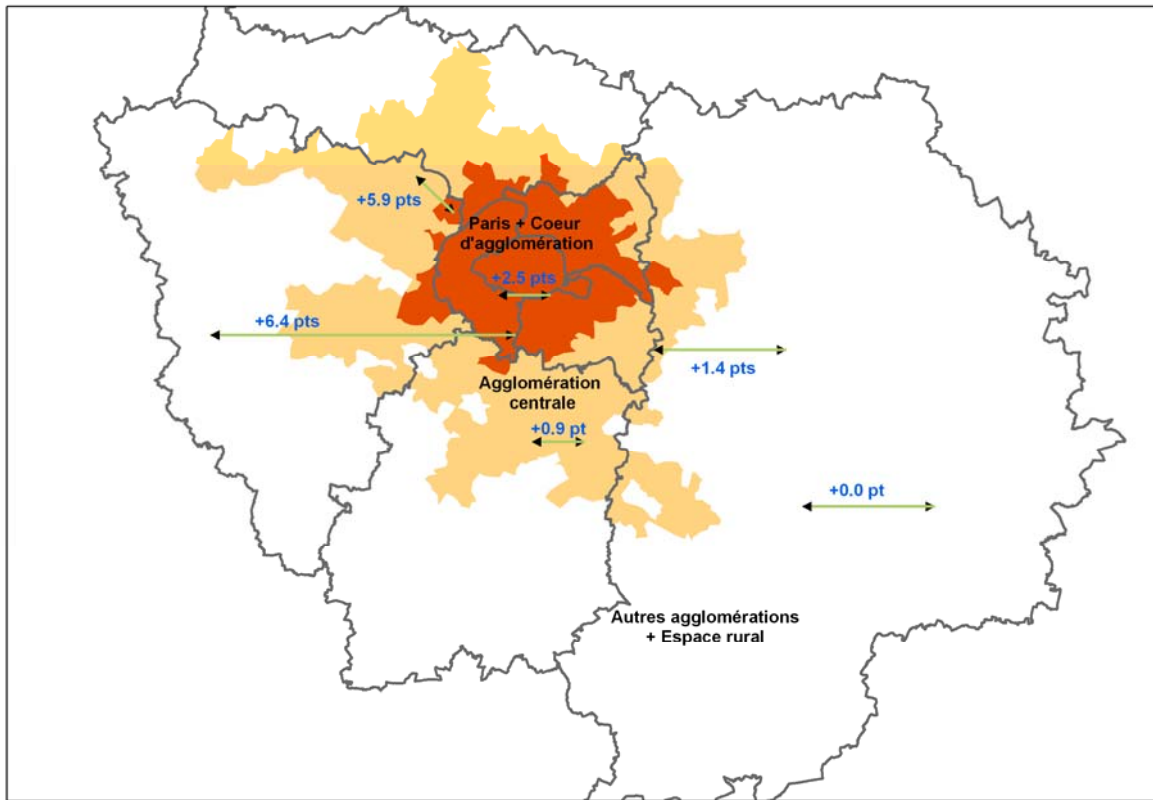 +5.9 pts
Paris + Coeur
d'agglomération
+2.5 pts
+6.4 pts
+1.4 pts
Agglomération
centrale
+0.9 pt
+0.0 pt
Autres agglomérations
+ Espace rural